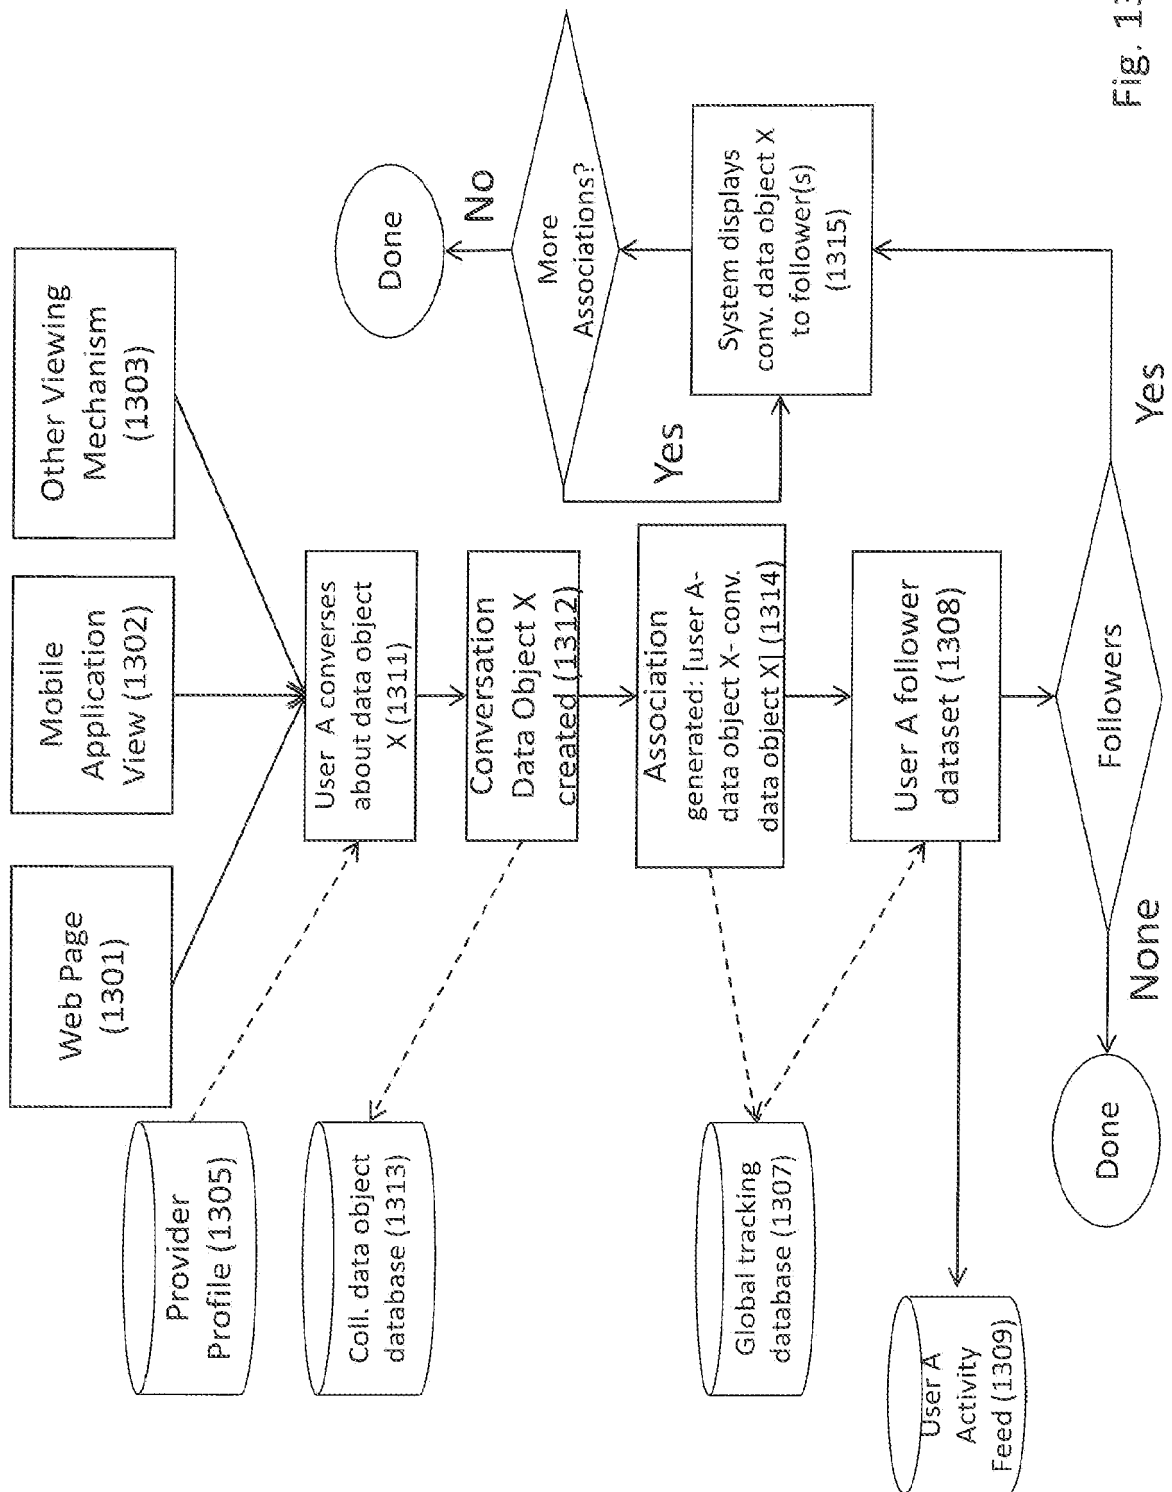 Web Page
(1301)
Mobile
Application
View (1302)
Other Viewing
Mechanism
(1303)
Provider
Profile (1305)
User A converses
about data object
X (1311)
Coll. data object
database (1313)
Conversation
Data Object X
created (1312)
Association
generated: [user A-
data object X- conv.
data object X] (1314)
Global tracking
database (1307)
User A follower
dataset (1308)
User A
Activity
Feed (1309)
Followers
None
Done
Yes
System displays
conv. data object X
to follower(s)
(1315)
More
Associations?
Yes
No
Done
Fig.